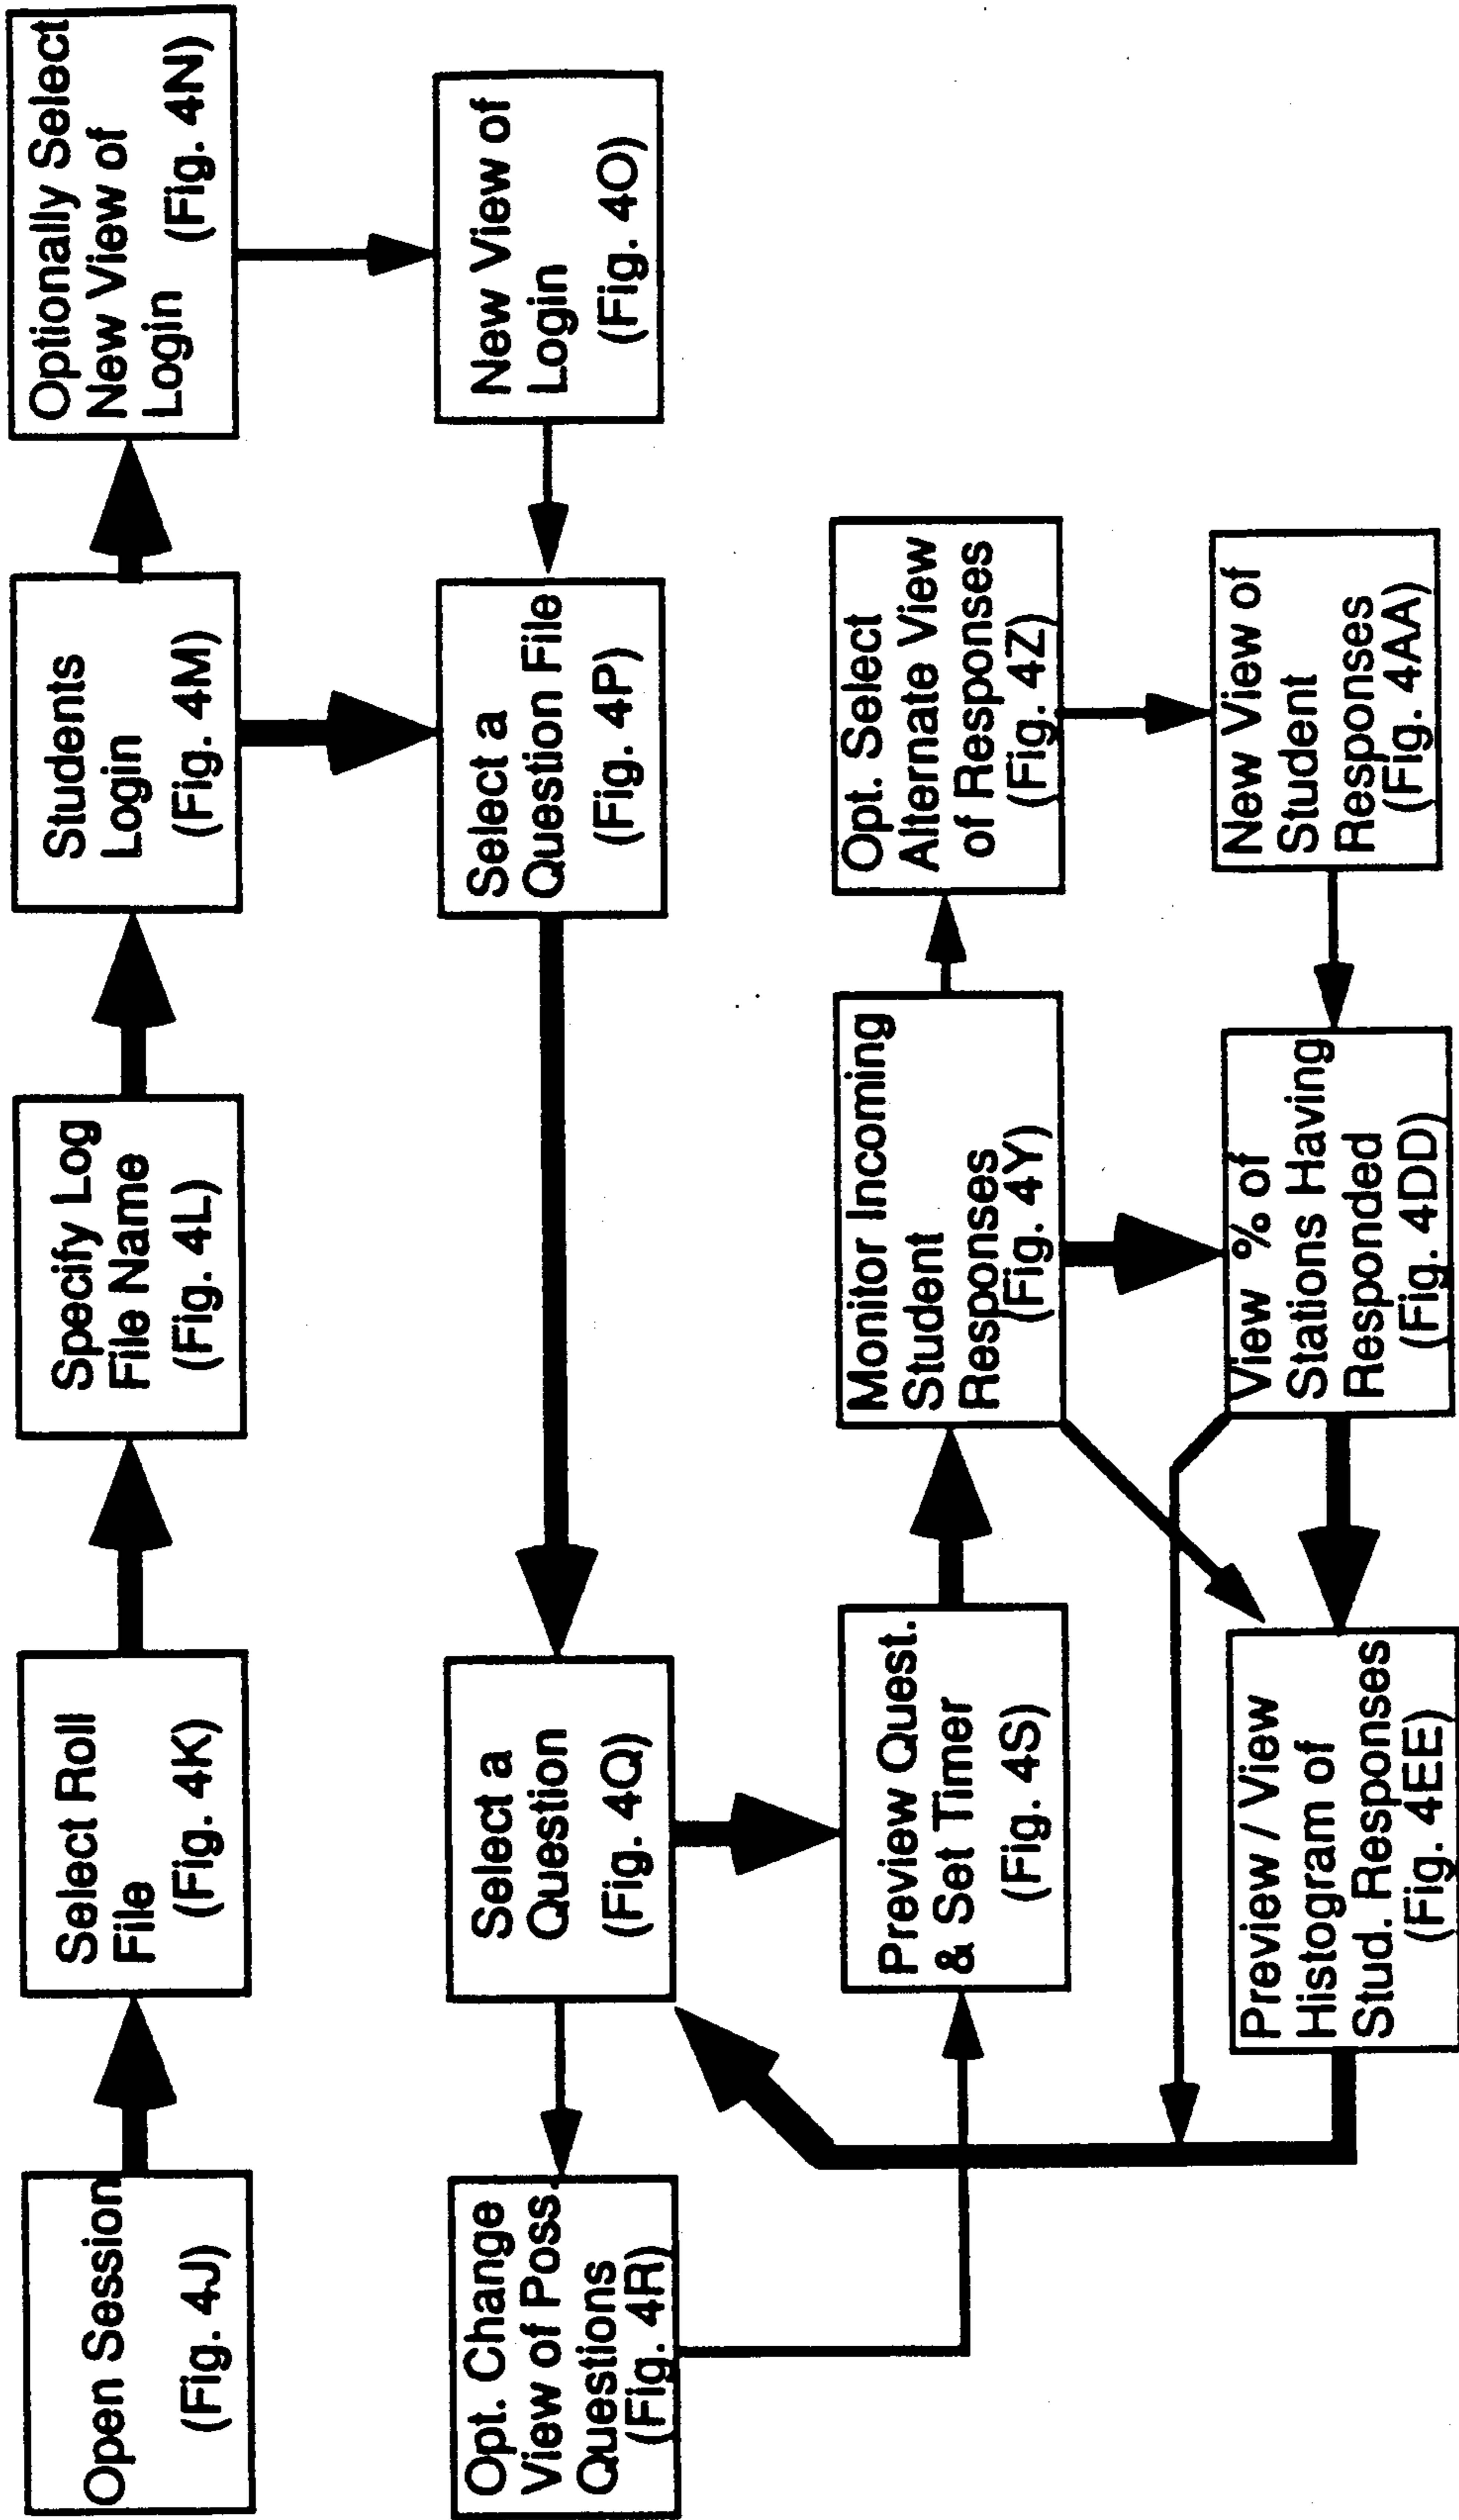 Open Session
(Fig. 4J)
Select Roll
File
(Fig. 4K)
Specify Log
File Name
(Fig. 4L)
Students
Login
(Fig. 4M)
Optionally Select
New View of
Login
(Fig. 4N)
Opt. Change
View of Poss.
Questions
(Fig. 4R)
Select a
Question
(Fig. 4Q)
Select a
Question File
(Fig. 4P)
New View of
Login
(Fig. 4O)
Preview Quest.
& Set Timer
(Fig. 4S)
Monitor Incoming
Student
Responses
(Fig. 4Y)
Opt. Select
Alternate View
of Responses
(Fig. 4Z)
Preview / View
Histogram of
Stud. Responses
(Fig. 4EE)
View % of
Stations Having
Responded
(Fig. 4DD)
New View of
Student
Responses
(Fig. 4AA)